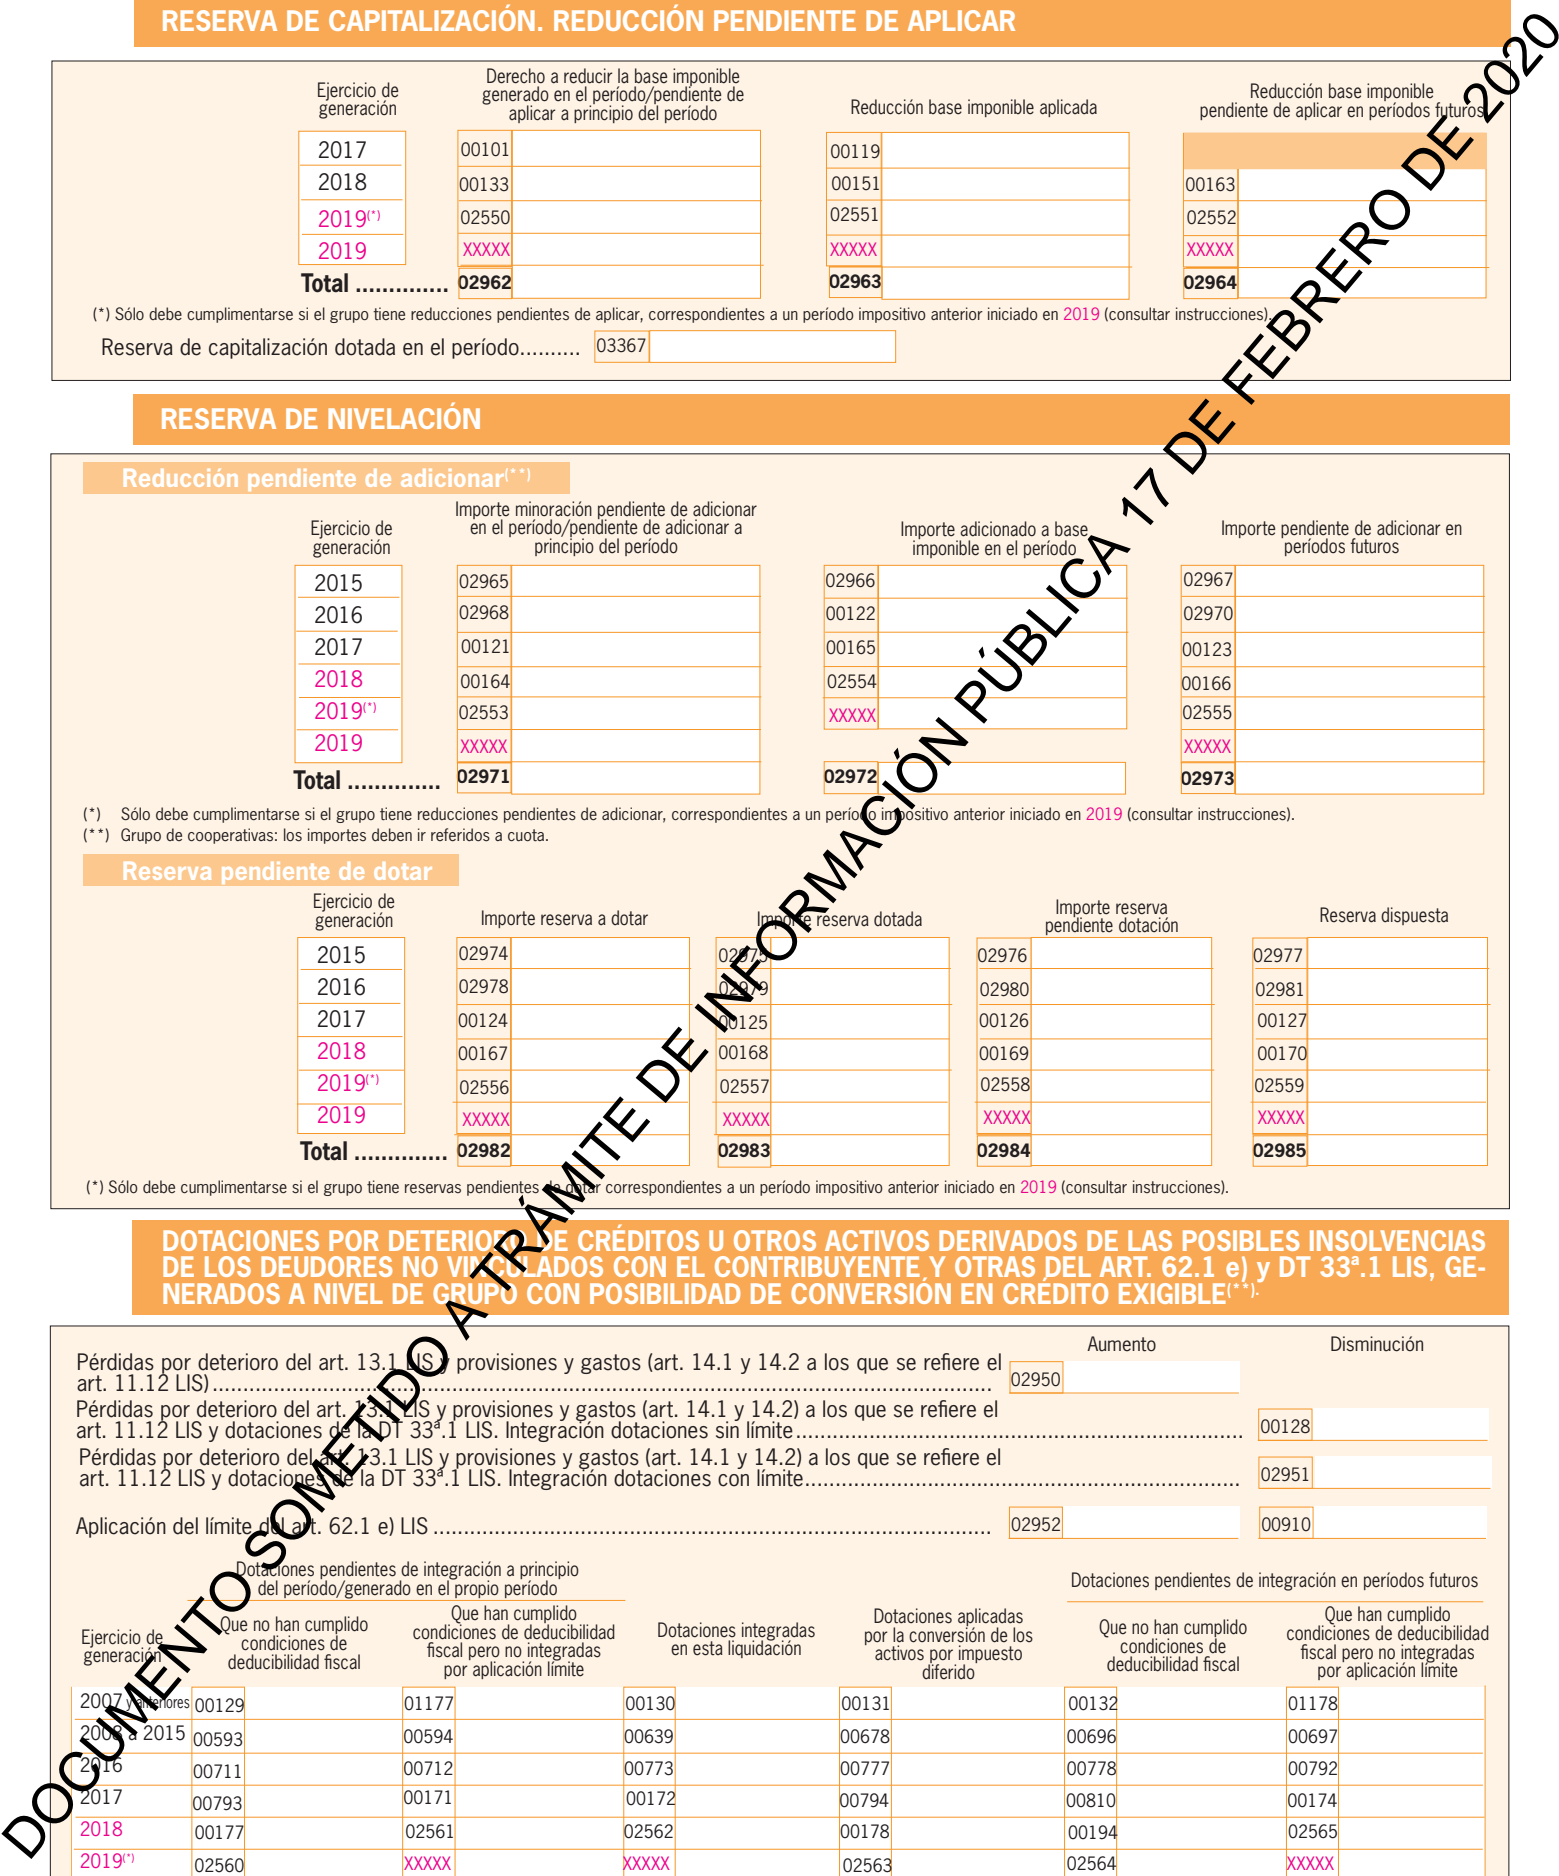 RESERVA DE CAPITALIZACIÓN. REDUCCIÓN PENDIENTE DE APLICAR
Ejercicio de
generación
Derecho a reducir la base imponible
generado en el período/pendiente de
aplicar a principio del período
Reducción base imponible aplicada
Reducción base imponible
pendiente de aplicar en períodos futuros
2017 00101 00119
2018 00133 00151 00163
2019(*) 02550 02551 02552
2019 XXXXX XXXXX XXXXX
Total .............. 02962 02963 02964
(*) Sólo debe cumplimentarse si el grupo tiene reducciones pendientes de aplicar, correspondientes a un período impositivo anterior iniciado en 2019 (consultar instrucciones).
Reserva de capitalización dotada en el período.......... 03367
RESERVA DE NIVELACIÓN
Reducción pendiente de adicionar(**)
Ejercicio de
generación
Importe minoración pendiente de adicionar
en el período/pendiente de adicionar a
principio del período
Importe adicionado a base
imponible en el período
Importe pendiente de adicionar en
períodos futuros
2015 02965 02966 02967
2016 02968 00122 02970
2017 00121 00165 00123
2018 00164 02554 00166
2019(*) 02553 XXXXX 02555
2019 XXXXX XXXXX
Total .............. 02971 02972 02973
(*) Sólo debe cumplimentarse si el grupo tiene reducciones pendientes de adicionar, correspondientes a un período impositivo anterior iniciado en 2019 (consultar instrucciones).
(**) Grupo de cooperativas: los importes deben ir referidos a cuota.
Reserva pendiente de dotar
Ejercicio de
generación
Importe reserva a dotar
Importe reserva dotada
Importe reserva
pendiente dotación
Reserva dispuesta
2015 02974 02975 02976 02977
2016 02978 02979 02980 02981
2017 00124 00125 00126 00127
2018 00167 00168 00169 00170
2019(*) 02556 02557 02558 02559
2019 XXXXX XXXXX XXXXX XXXXX
Total .............. 02982 02983 02984 02985
(*) Sólo debe cumplimentarse si el grupo tiene reservas pendientes de dotar correspondientes a un período impositivo anterior iniciado en 2019 (consultar instrucciones).
DOTACIONES POR DETERIORO DE CRÉDITOS U OTROS ACTIVOS DERIVADOS DE LAS POSIBLES INSOLVENCIAS
DE LOS DEUDORES NO VINCULADOS CON EL CONTRIBUYENTE Y OTRAS DEL ART. 62.1 e) y DT 33ª.1 LIS, GE-
NERADOS A NIVEL DE GRUPO CON POSIBILIDAD DE CONVERSIÓN EN CRÉDITO EXIGIBLE(**).
Aumento Disminución
Pérdidas por deterioro del art. 13.1 LIS y provisiones y gastos (art. 14.1 y 14.2 a los que se refiere el
art. 11.12 LIS)................ 02950
Pérdidas por deterioro del art. 13.1 LIS y provisiones y gastos (art. 14.1 y 14.2) a los que se refiere el
art. 11.12 LIS y dotaciones de la DT 33ª.1 LIS. Integración dotaciones sin límite................ 00128
Pérdidas por deterioro del art. 13.1 LIS y provisiones y gastos (art. 14.1 y 14.2) a los que se refiere el
art. 11.12 LIS y dotaciones de la DT 33ª.1 LIS. Integración dotaciones con límite................ 02951
Aplicación del límite del art. 62.1 e) LIS ................ 02952 00910
Dotaciones pendientes de integración a principio
del período/generado en el propio período
Dotaciones pendientes de integración en períodos futuros
Ejercicio de
generación
Que no han cumplido
condiciones de
deducibilidad fiscal
Que han cumplido
condiciones de deducibilidad
fiscal pero no integradas
por aplicación límite
Dotaciones integradas
en esta liquidación
Dotaciones aplicadas
por la conversión de los
activos por impuesto
diferido
Que no han cumplido
condiciones de
deducibilidad fiscal
Que han cumplido
condiciones de deducibilidad
fiscal pero no integradas
por aplicación límite
2007 y anteriores 00129 01177 00130 00131 00132 01178
2008 a 2015 00593 00594 00639 00678 00696 00697
2016 00711 00712 00773 00777 00778 00792
2017 00793 00171 00172 00794 00810 00174
2018 00177 02561 02562 00178 00194 02565
2019(*) 02560 XXXXX XXXXX 02563 02564 XXXXX
DOCUMENTO SOMETIDO A TRÁMITE DE INFORMACIÓN PÚBLICA 17 DE FEBRERO DE 2020